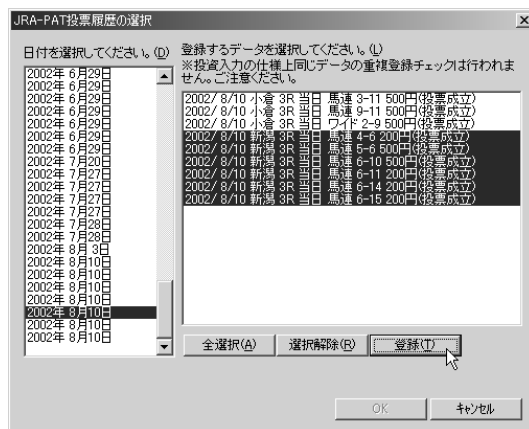 JRA-PAT投票履歴の選択
日付を選択してください。(D)
2002年 6月29日
2002年 6月29日
2002年 6月29日
2002年 6月29日
2002年 6月29日
2002年 6月29日
2002年 6月29日
2002年 7月20日
2002年 7月27日
2002年 7月27日
2002年 7月27日
2002年 7月27日
2002年 7月28日
2002年 7月28日
2002年 8月 3日
2002年 8月10日
2002年 8月10日
2002年 8月10日
2002年 8月10日
2002年 8月10日
2002年 8月10日
2002年 8月10日
登録するデータを選択してください。(L)
※投資入力の仕様上同じデータの重複登録チェックは行われま
せん。ご注意ください。
2002/ 8/10 小倉 3R 当日 馬連 3-11 500円(投票成立)
2002/ 8/10 小倉 3R 当日 馬連 9-11 500円(投票成立)
2002/ 8/10 小倉 3R 当日 ワイド 2-9 500円(投票成立)
2002/ 8/10 新潟 3R 当日 馬連 4-6 200円(投票成立)
2002/ 8/10 新潟 3R 当日 馬連 5-6 500円(投票成立)
2002/ 8/10 新潟 3R 当日 馬連 6-10 500円(投票成立)
2002/ 8/10 新潟 3R 当日 馬連 6-11 200円(投票成立)
2002/ 8/10 新潟 3R 当日 馬連 6-14 200円(投票成立)
2002/ 8/10 新潟 3R 当日 馬連 6-15 200円(投票成立)
全選択(A)
選択解除(R)
登録(T)
OK
キャンセル